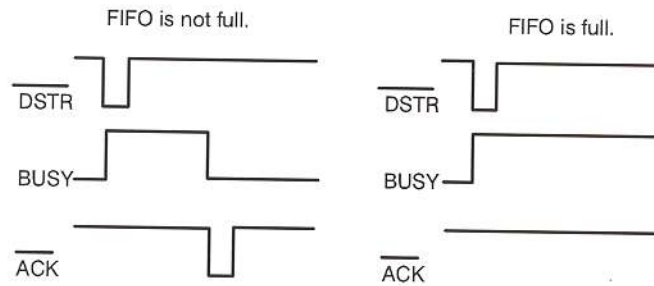 FIFO is not full.
DSTR
BUSY
ACK
FIFO is full.
DSTR
BUSY
ACK